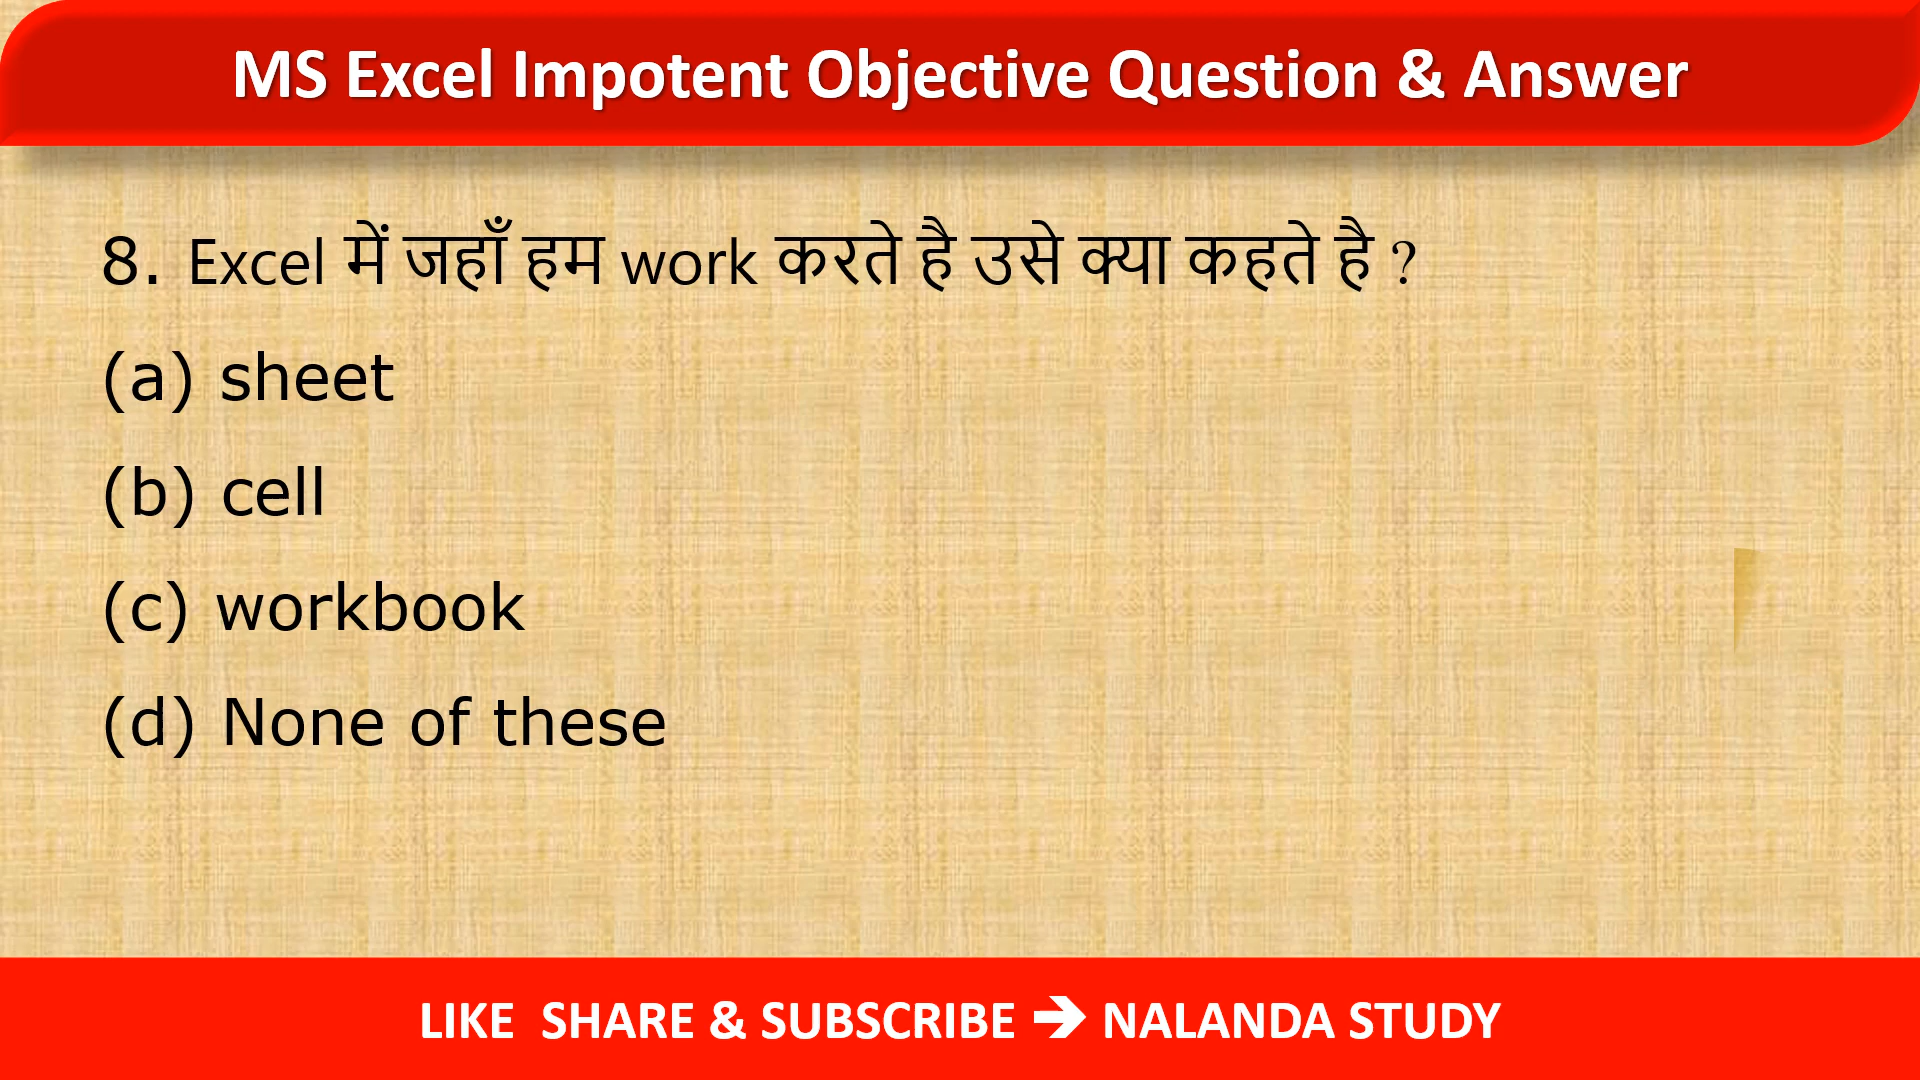 MS Excel Impotent Objective Question & Answer
8. Excel में जहाँ हम work करते है उसे क्या कहते है ?
(a) sheet
(b) cell
(c) workbook
(d) None of these
LIKE  SHARE & SUBSCRIBE ➔ NALANDA STUDY